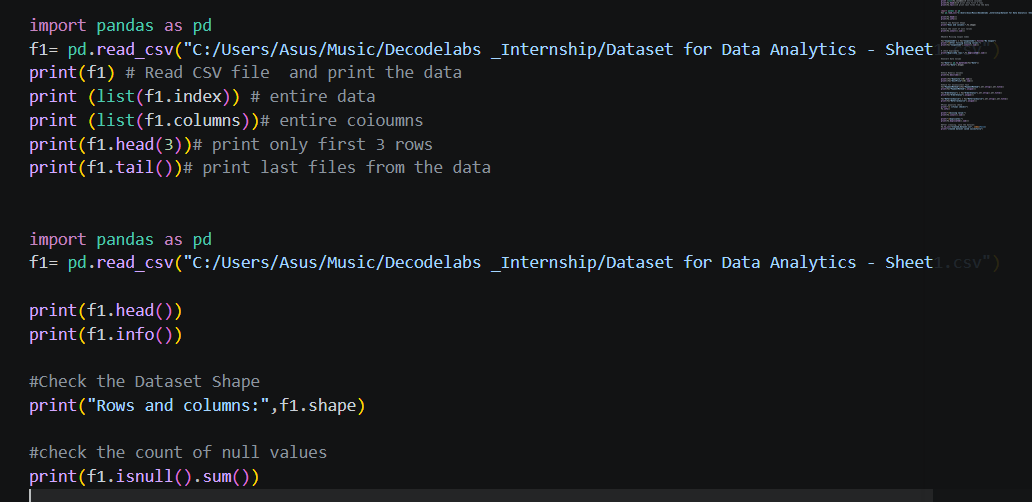 import pandas as pd
f1= pd.read_csv("C:/Users/Asus/Music/Decodelabs _Internship/Dataset for Data Analytics - Sheet
print(f1) # Read CSV file  and print the data
print (list(f1.index)) # entire data
print (list(f1.columns))# entire coioumns
print(f1.head(3))# print only first 3 rows
print(f1.tail())# print last files from the data
import pandas as pd
f1= pd.read_csv("C:/Users/Asus/Music/Decodelabs _Internship/Dataset for Data Analytics - Sheet1.csv")
print(f1.head())
print(f1.info())
#Check the Dataset Shape
print("Rows and columns:",f1.shape)
#check the count of null values
print(f1.isnull().sum())